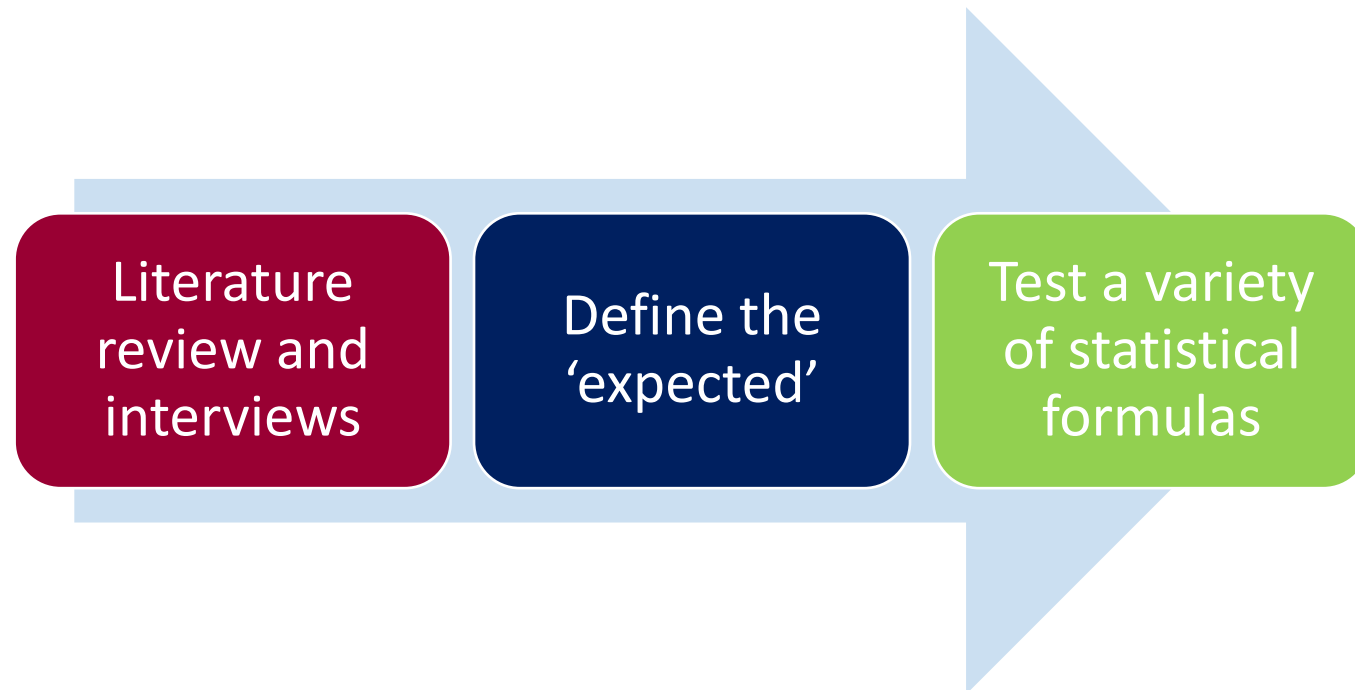 Literature
review and
interviews
Define the
‘expected’
Test a variety
of statistical
formulas